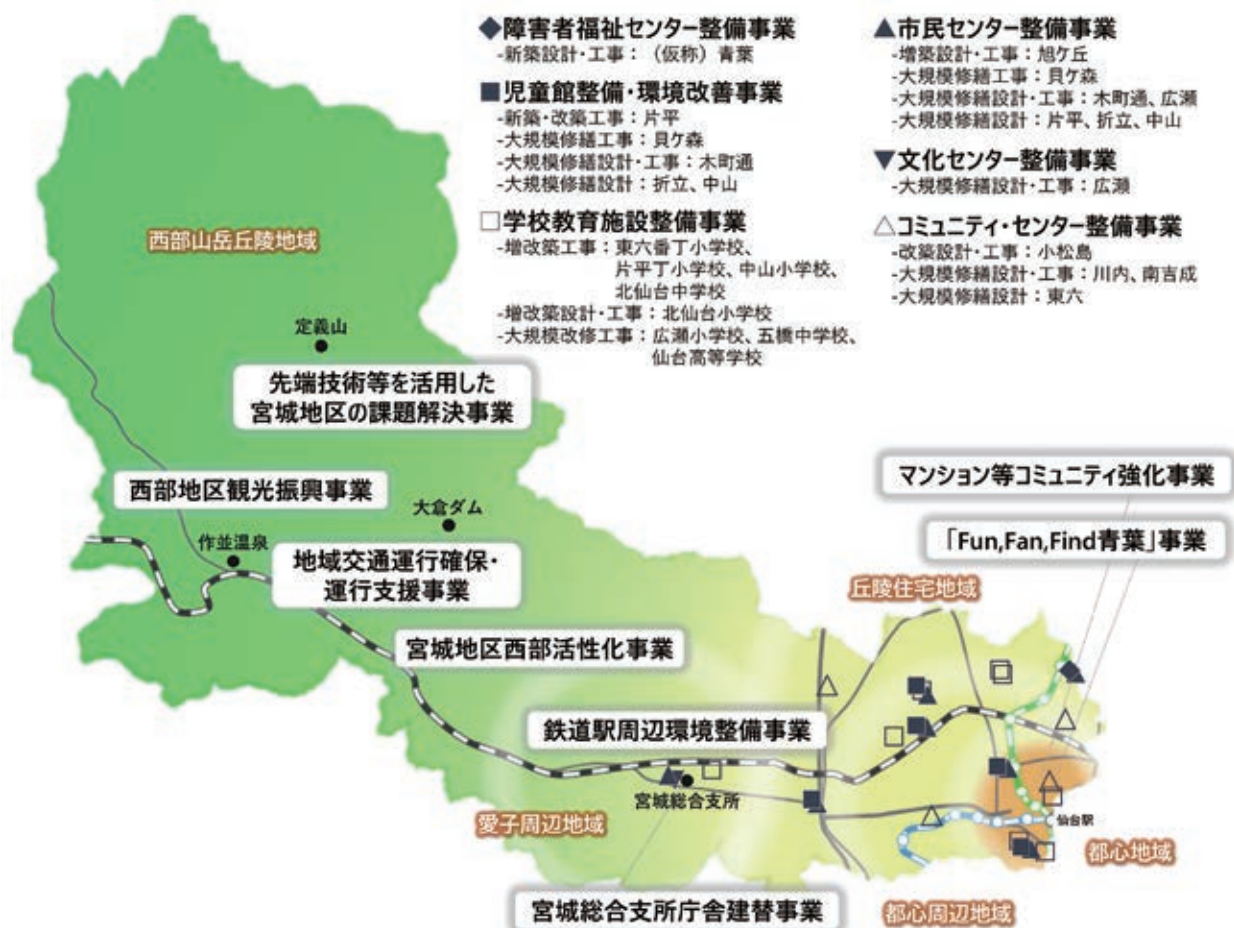 ◆障害者福祉センター整備事業
-新築設計・工事：（仮称）青葉
■児童館整備・環境改善事業
-新築・改築工事：片平
-大規模修繕工事：貝ケ森
-大規模修繕設計・工事：木町通
-大規模修繕設計：折立、中山
□学校教育施設整備事業
-増改築工事：東六番丁小学校、
片平丁小学校、中山小学校、
北仙台中学校
-増改築設計・工事：北仙台小学校
-大規模改修工事：広瀬小学校、五橋中学校、
仙台高等学校
▲市民センター整備事業
-増築設計・工事：旭ケ丘
-大規模修繕工事：貝ケ森
-大規模修繕設計・工事：木町通、広瀬
-大規模修繕設計：片平、折立、中山
▼文化センター整備事業
-大規模修繕設計・工事：広瀬
△コミュニティ・センター整備事業
-改築設計・工事：小松島
-大規模修繕設計・工事：川内、南吉成
-大規模修繕設計：東六
西部山岳丘陵地域
定義山
先端技術等を活用した
宮城地区の課題解決事業
西部地区観光振興事業
大倉ダム
作並温泉
地域交通運行確保・
運行支援事業
宮城地区西部活性化事業
鉄道駅周辺環境整備事業
マンション等コミュニティ強化事業
「Fun,Fan,Find青葉」事業
丘陵住宅地域
宮城総合支所
愛子周辺地域
仙台駅
都心地域
宮城総合支所庁舎建替事業
都心周辺地域